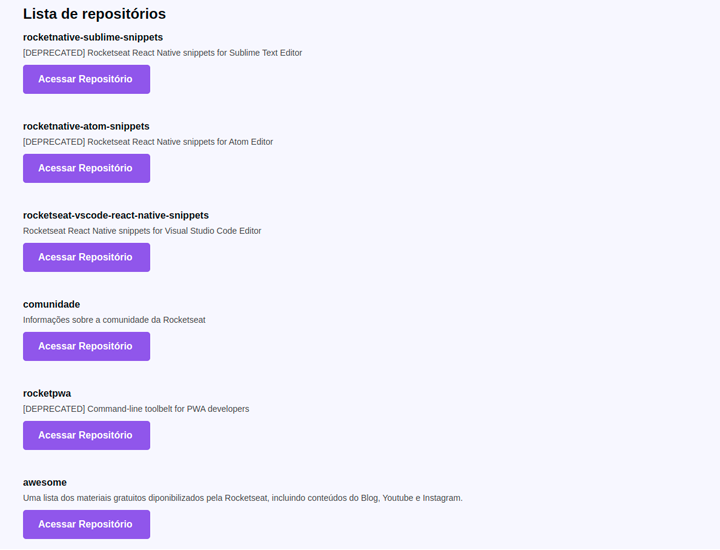 Lista de repositórios
rocketnative-sublime-snippets
[DEPRECATED] Rocketseat React Native snippets for Sublime Text Editor
Acessar Repositório
rocketnative-atom-snippets
[DEPRECATED] Rocketseat React Native snippets for Atom Editor
Acessar Repositório
rocketseat-vscode-react-native-snippets
Rocketseat React Native snippets for Visual Studio Code Editor
Acessar Repositório
comunidade
Informações sobre a comunidade da Rocketseat
Acessar Repositório
rocketpwa
[DEPRECATED] Command-line toolbelt for PWA developers
Acessar Repositório
awesome
Uma lista dos materiais gratuitos diponibilizados pela Rocketseat, incluindo conteúdos do Blog, Youtube e Instagram.
Acessar Repositório